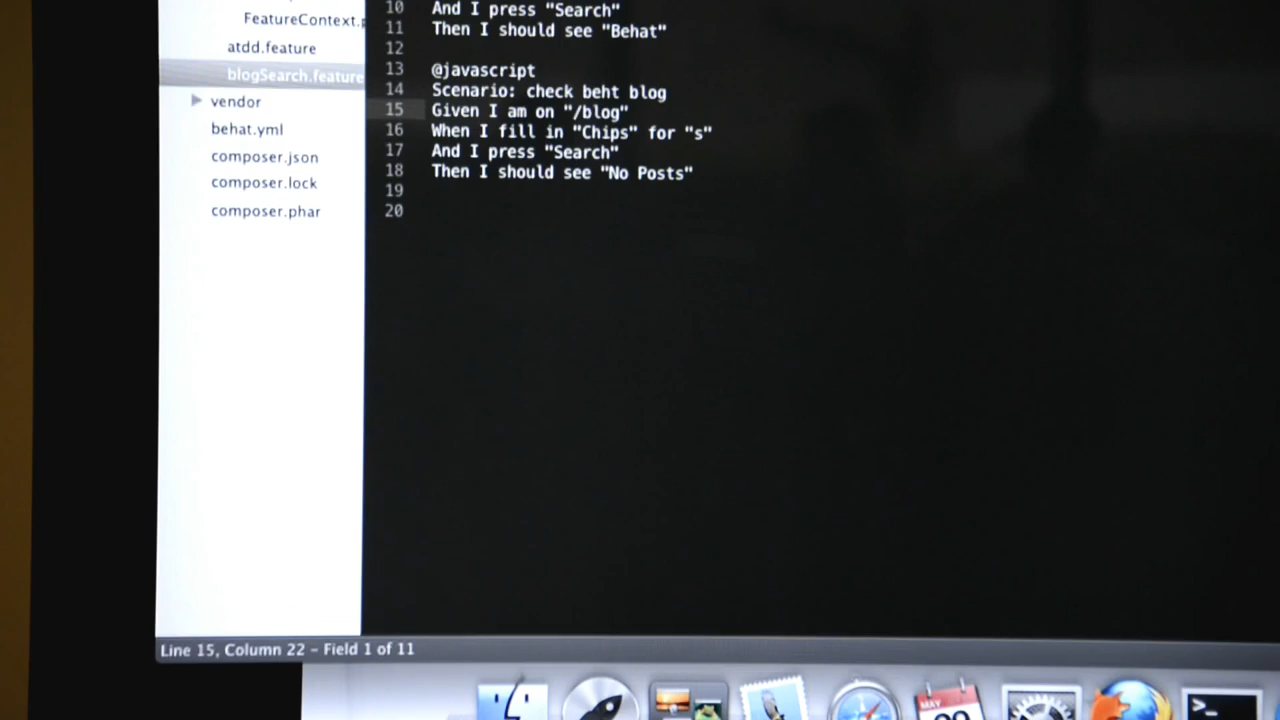 FeatureContext.p
atdd.feature
blogSearch.feature
vendor
behat.yml
composer.json
composer.lock
composer.phar
10 And I press "Search"
11 Then I should see "Behat"
12
13 @javascript
14 Scenario: check beht blog
15 Given I am on "/blog"
16 When I fill in "Chips" for "s"
17 And I press "Search"
18 Then I should see "No Posts"
19
20
Line 15, Column 22 – Field 1 of 11
MAY
>_